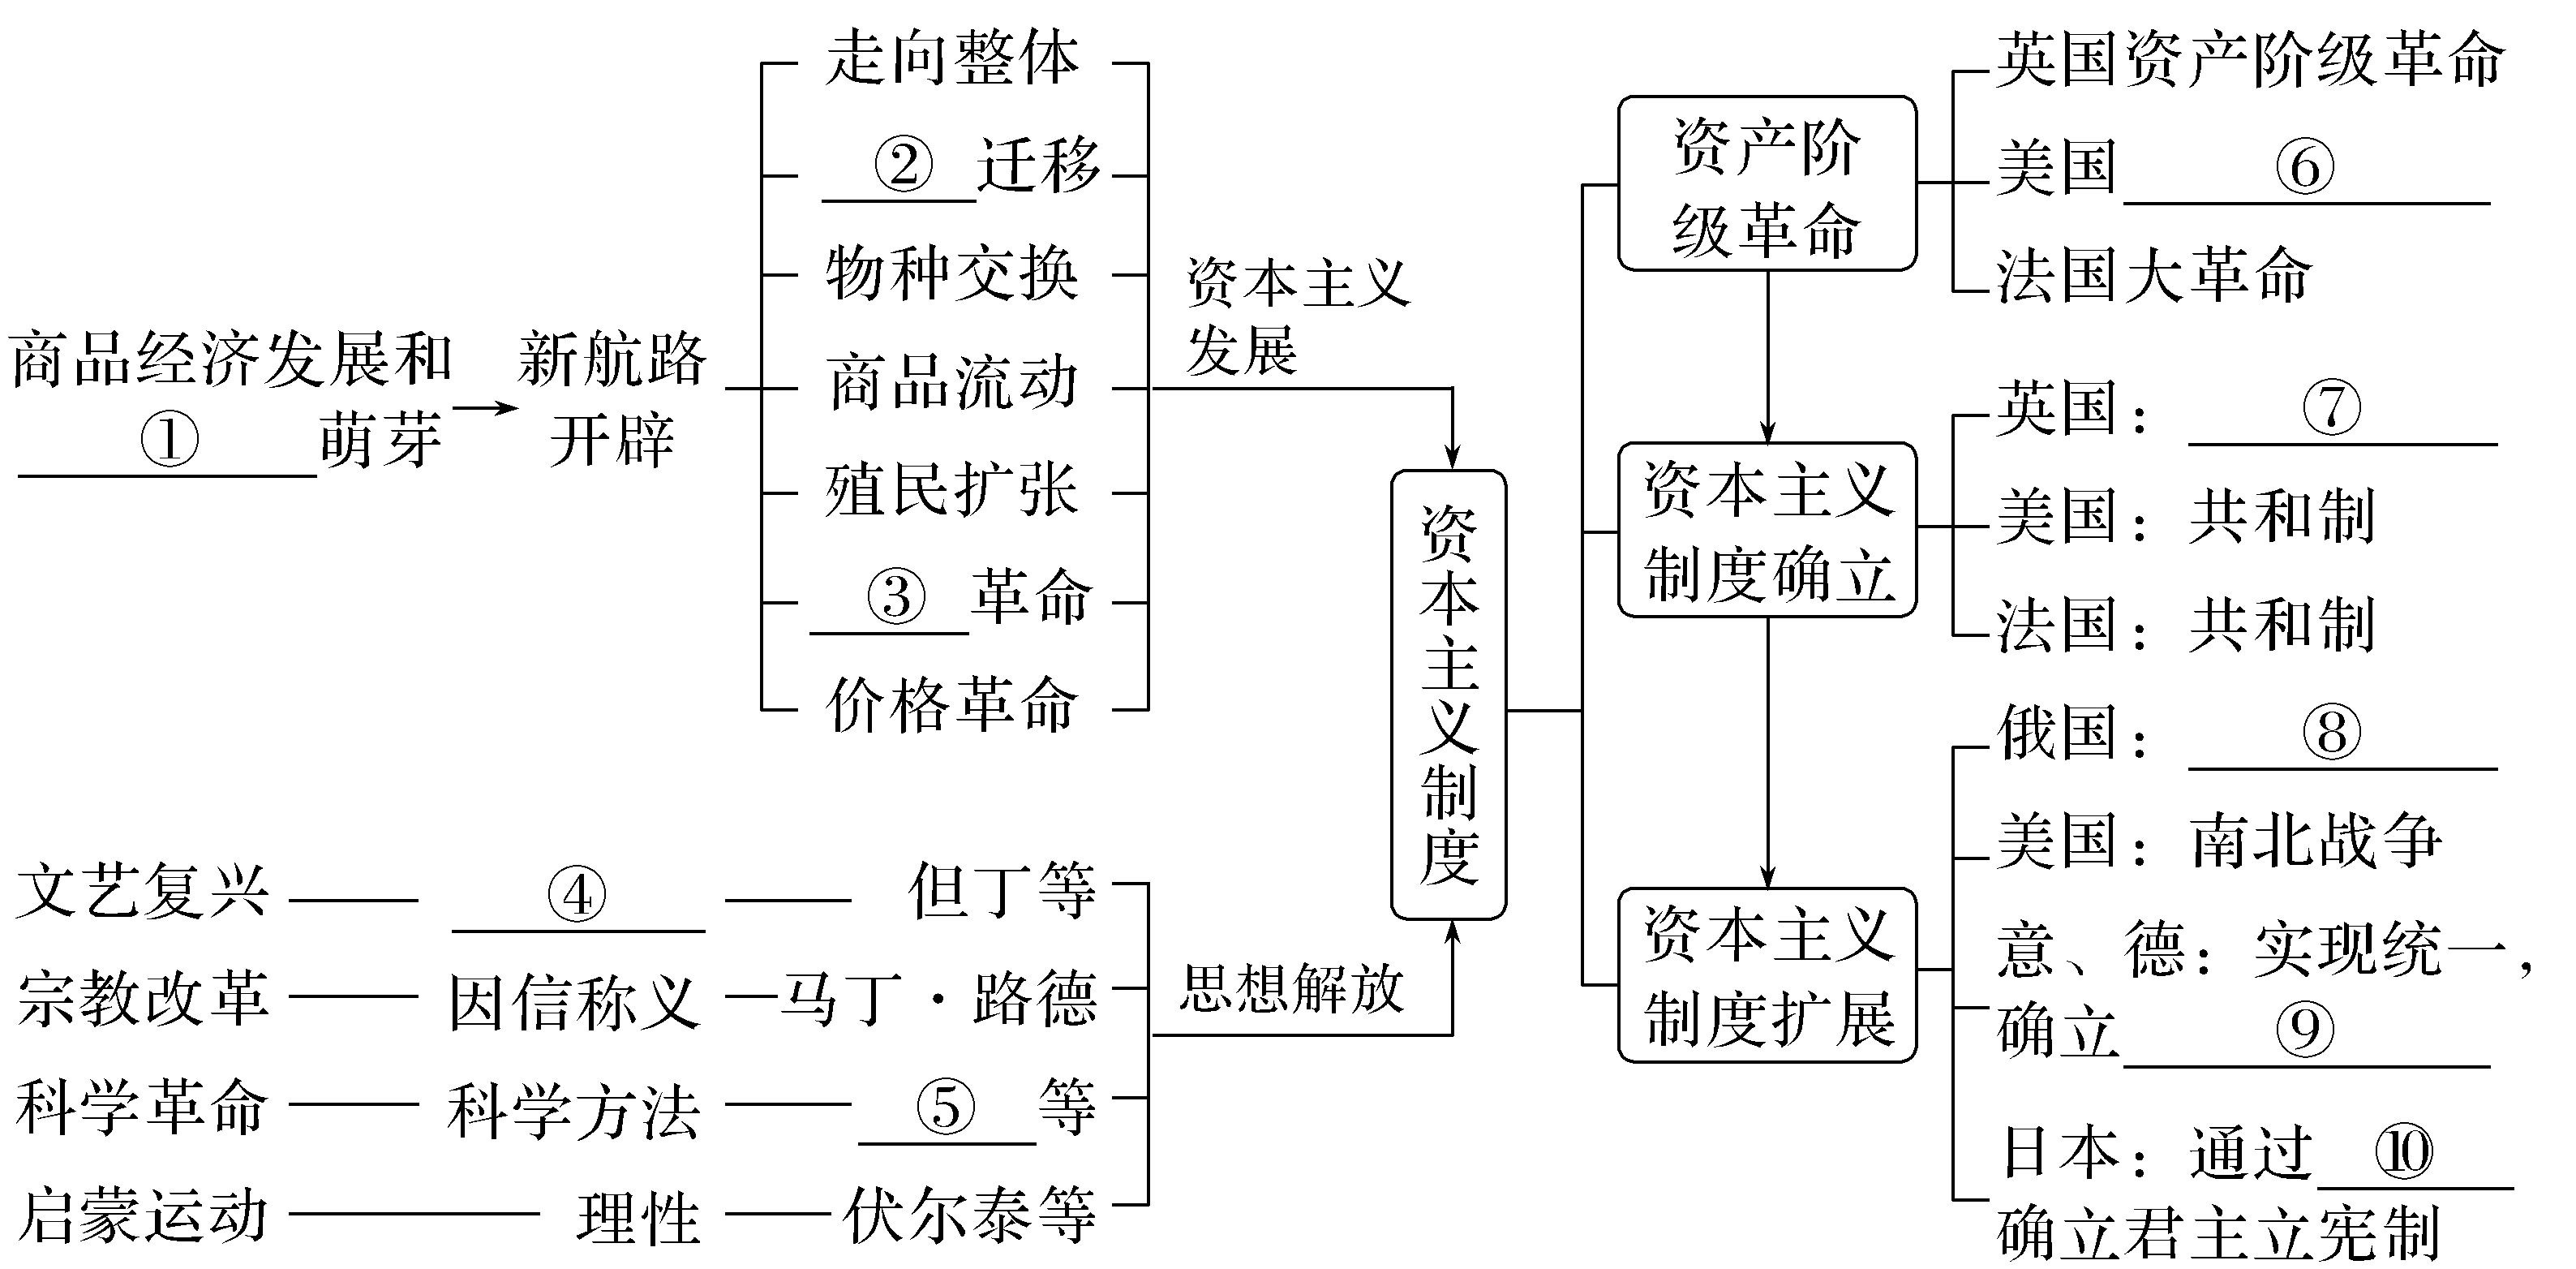 商品经济发展和
①萌芽
新航路
开辟
走向整体
②迁移
物种交换
商品流动
殖民扩张
③革命
价格革命
资本主义
发展
文艺复兴
④
但丁等
宗教改革
因信称义
马丁·路德
科学革命
科学方法
⑤等
启蒙运动
理性
伏尔泰等
思想解放
资本主义制度
资产阶
级革命
英国资产阶级革命
美国⑥
法国大革命
资本主义
制度确立
英国：⑦
美国：共和制
法国：共和制
资本主义
制度扩展
俄国：⑧
美国：南北战争
意、德：实现统一，
确立⑨
日本：通过⑩
确立君主立宪制